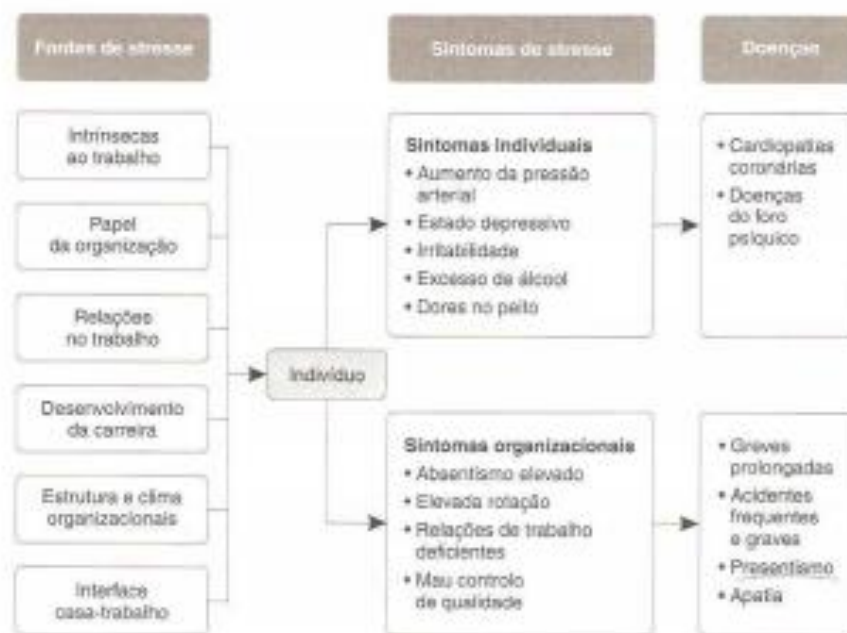 Fontes de stresse
Sintomas de stresse
Doenças
Intrínsecas
ao trabalho
Papel
da organização
Relações
no trabalho
Desenvolvimento
da carreira
Estrutura e clima
organizacionais
Interface
casa-trabalho
Indivíduo
Sintomas Individuais
• Aumento da pressão
arterial
• Estado depressivo
• Irritabilidade
• Excesso de álcool
• Dores no peito
Sintomas organizacionais
• Absentismo elevado
• Elevada rotação
• Relações de trabalho
deficientes
• Mau controlo
de qualidade
• Cardiopatias
coronárias
• Doenças
do foro
psíquico
• Greves
prolongadas
• Acidentes
frequentes
e graves
• Presentismo
• Apatia